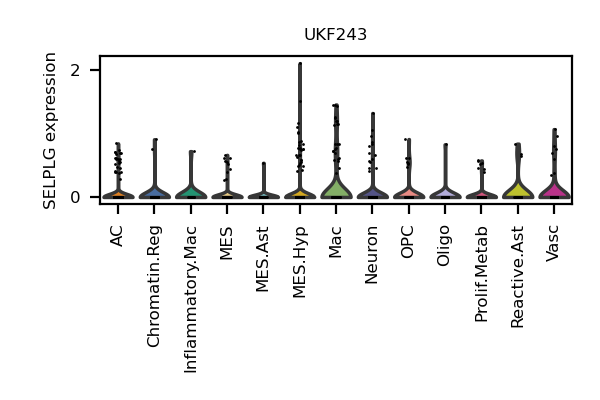 UKF243
SELPLG expression
2
0
AC
Chromatin.Reg
Inflammatory.Mac
MES
MES.Ast
MES.Hyp
Mac
Neuron
OPC
Oligo
Prolif.Metab
Reactive.Ast
Vasc